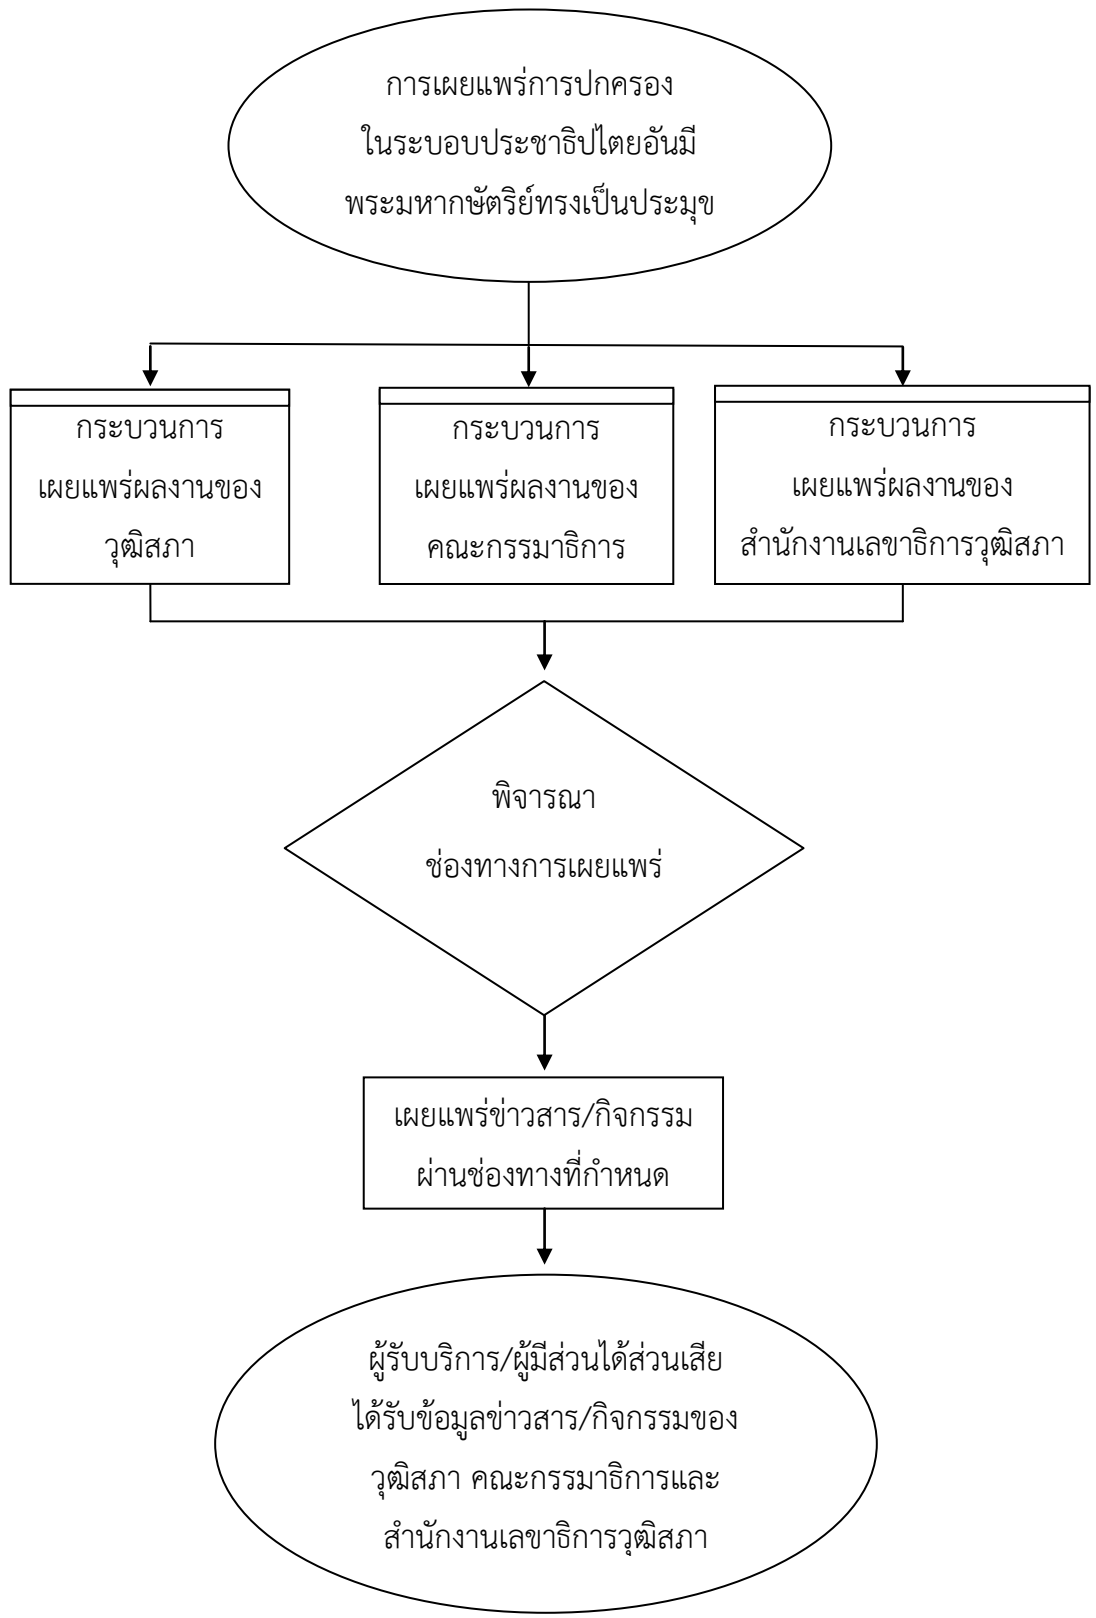 การเผยแพร่การปกครอง
ในระบอบประชาธิปไตยอันมี
พระมหากษัตริย์ทรงเป็นประมุข
กระบวนการ
เผยแพร่ผลงานของ
วุฒิสภา
กระบวนการ
เผยแพร่ผลงานของ
คณะกรรมาธิการ
กระบวนการ
เผยแพร่ผลงานของ
สำนักงานเลขาธิการวุฒิสภา
พิจารณา
ช่องทางการเผยแพร่
เผยแพร่ข่าวสาร/กิจกรรม
ผ่านช่องทางที่กำหนด
ผู้รับบริการ/ผู้มีส่วนได้ส่วนเสีย
ได้รับข้อมูลข่าวสาร/กิจกรรมของ
วุฒิสภา คณะกรรมาธิการและ
สำนักงานเลขาธิการวุฒิสภา